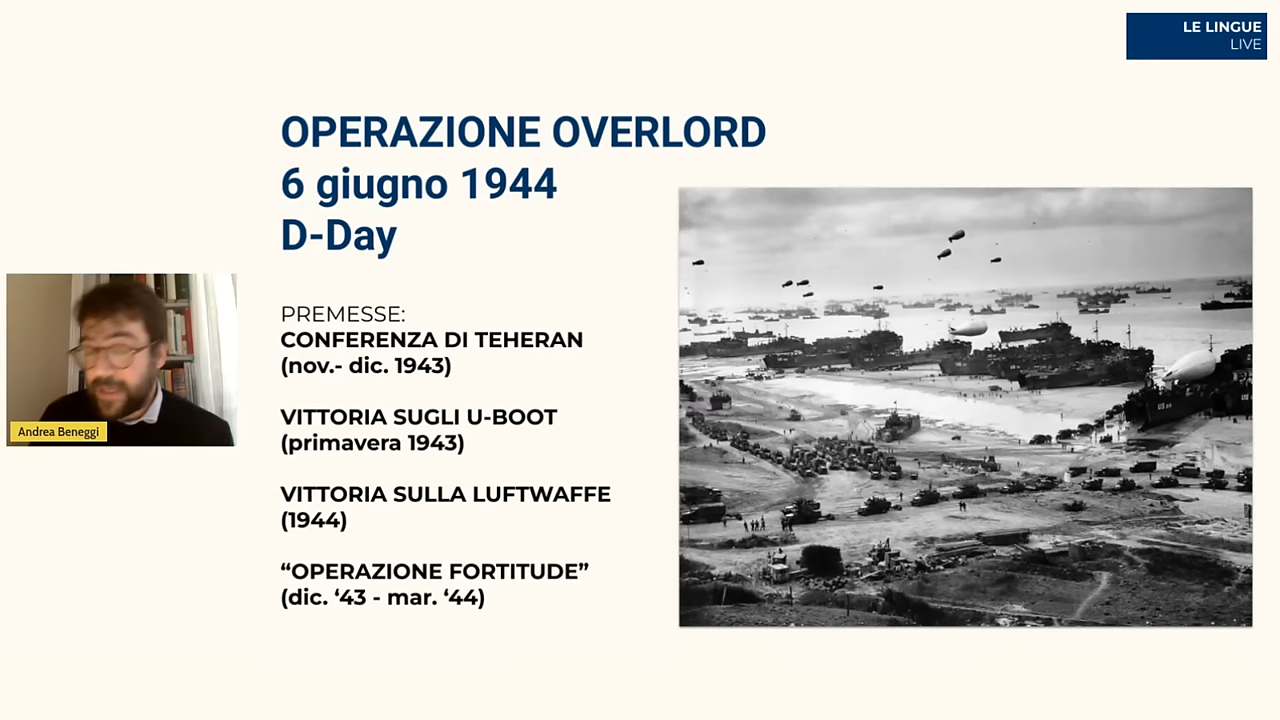 LE LINGUE
LIVE
OPERAZIONE OVERLORD
6 giugno 1944
D-Day
PREMESSE:
CONFERENZA DI TEHERAN
(nov.- dic. 1943)
VITTORIA SUGLI U-BOOT
(primavera 1943)
VITTORIA SULLA LUFTWAFFE
(1944)
“OPERAZIONE FORTITUDE”
(dic. ‘43 - mar. ‘44)
Andrea Beneggi